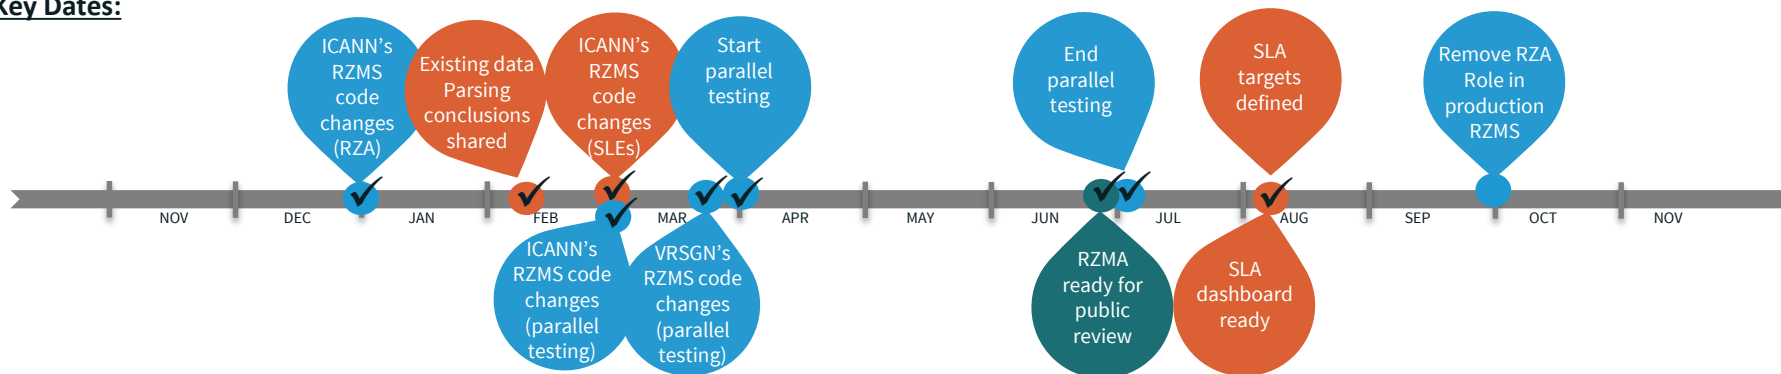 Key Dates:
ICANN's
RZMS
code
changes
(RZA)
Existing data
Parsing
conclusions
shared
ICANN's
RZMS
code
changes
(SLEs)
Start
parallel
testing
End
parallel
testing
SLA
targets
defined
Remove RZA
Role in
production
RZMS
NOV DEC JAN FEB MAR APR MAY JUN JUL AUG SEP OCT NOV
ICANN's
RZMS code
changes
(parallel
testing)
VRSGN's
RZMS code
changes
(parallel
testing)
RZMA
ready for
public
review
SLA
dashboard
ready